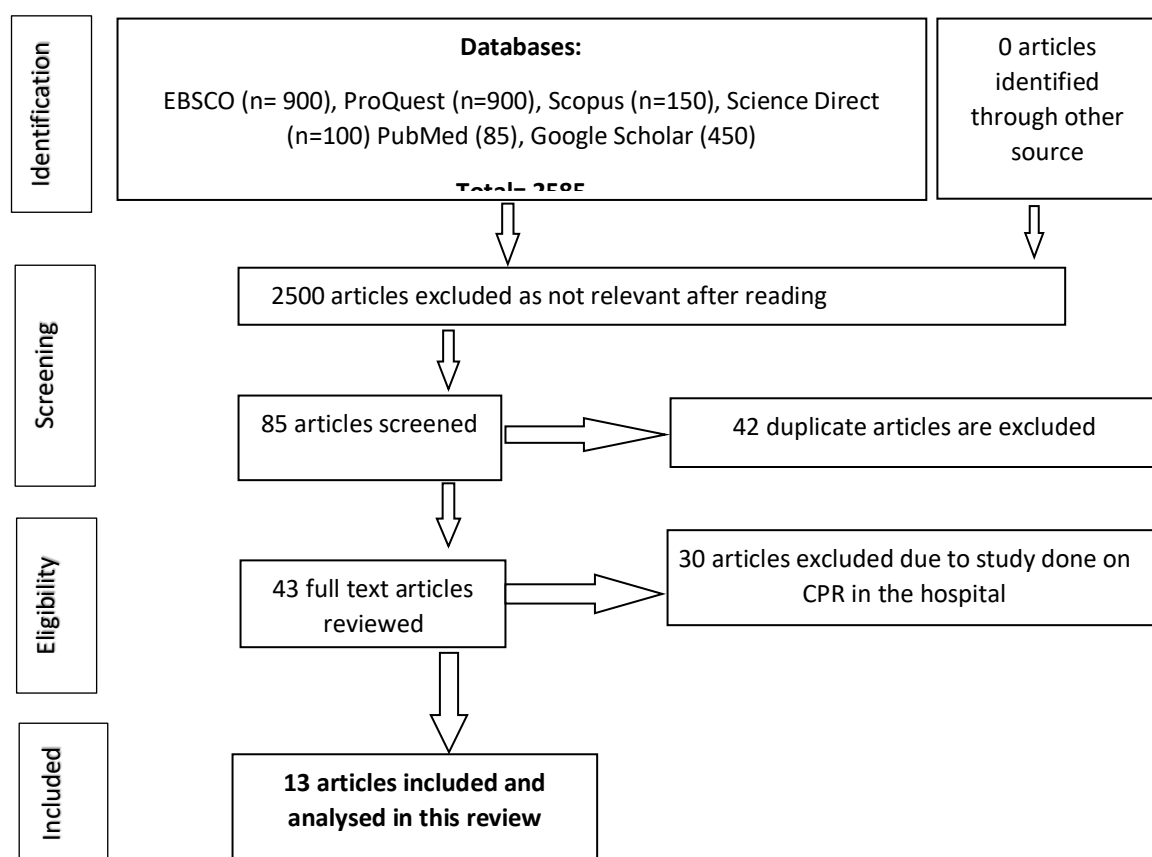 Identification
Databases:
EBSCO (n= 900), ProQuest (n=900), Scopus (n=150), Science Direct
(n=100) PubMed (85), Google Scholar (450)
Total= 2585
0 articles
identified
through other
source
Screening
2500 articles excluded as not relevant after reading
85 articles screened
42 duplicate articles are excluded
Eligibility
43 full text articles
reviewed
30 articles excluded due to study done on
CPR in the hospital
Included
13 articles included and
analysed in this review